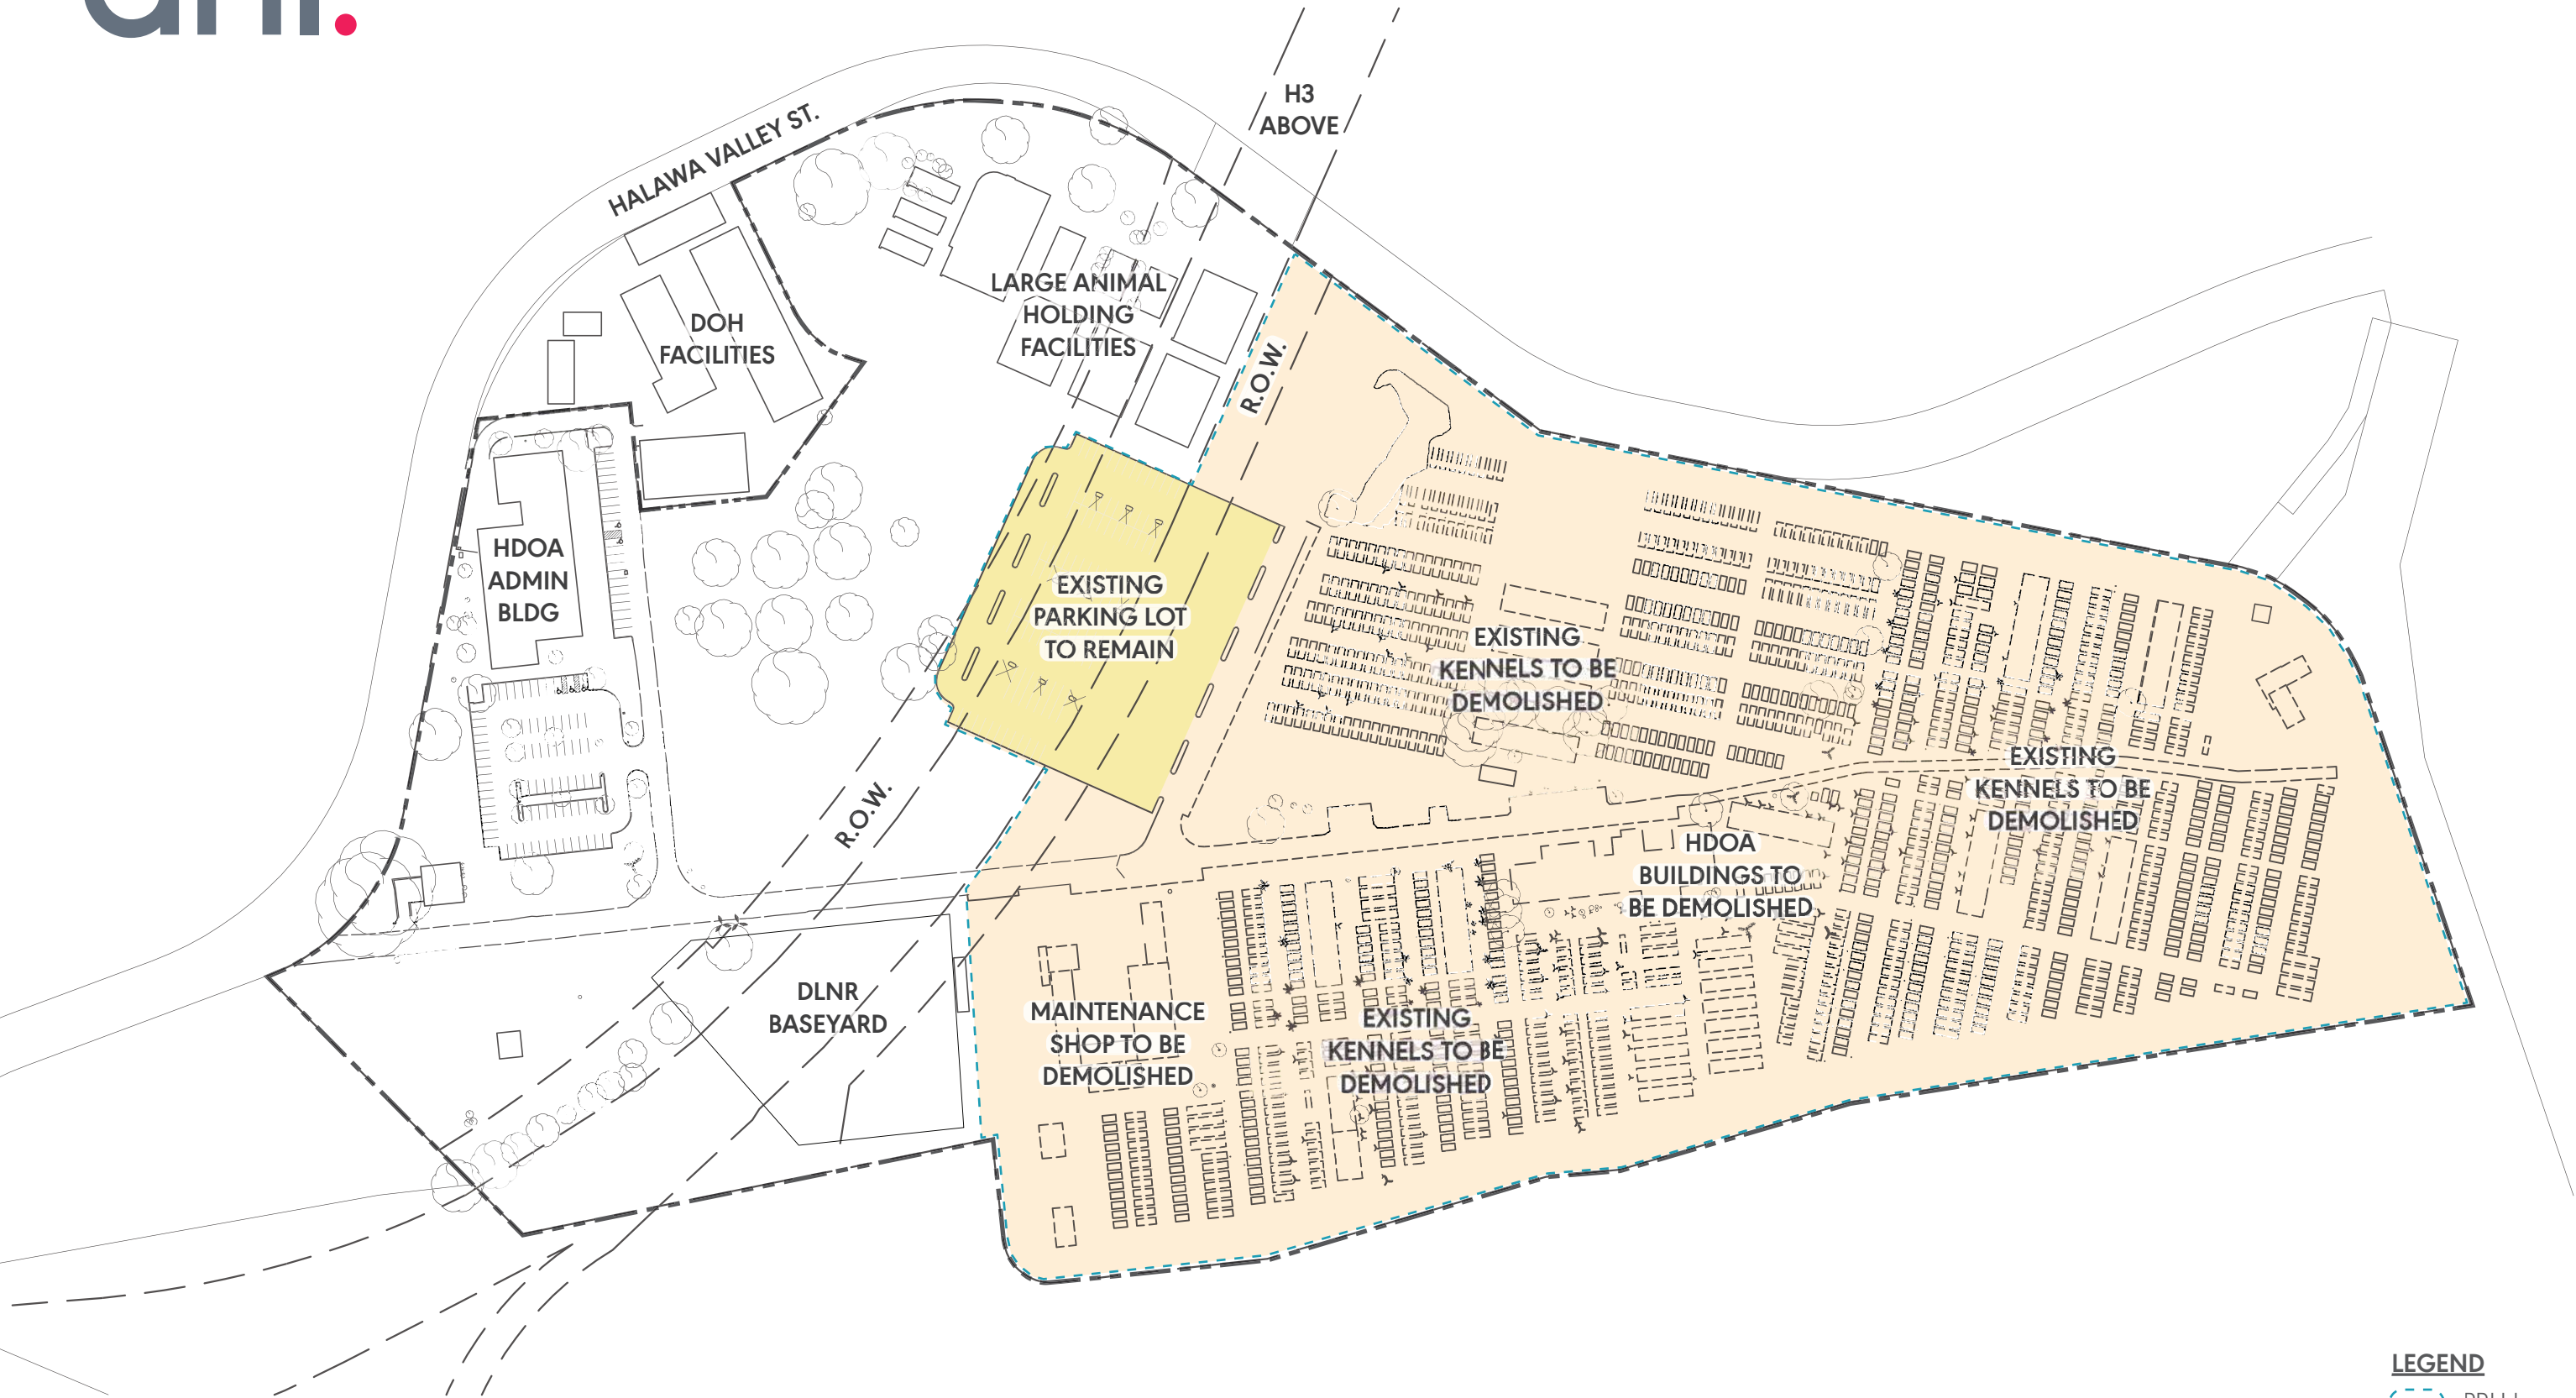 H3
ABOVE
HALAWA VALLEY ST.
LARGE ANIMAL
HOLDING
FACILITIES
DOH
FACILITIES
R.O.W.
HDOA
ADMIN
BLDG
EXISTING
PARKING LOT
TO REMAIN
EXISTING
KENNELS TO BE
DEMOLISHED
EXISTING
KENNELS TO BE
DEMOLISHED
R.O.W.
HDOA
BUILDINGS TO
BE DEMOLISHED
DLNR
BASEYARD
MAINTENANCE
SHOP TO BE
DEMOLISHED
EXISTING
KENNELS TO BE
DEMOLISHED
LEGEND